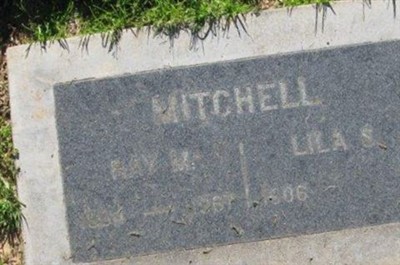 MITCHELL
RAY M. LILA S.
1967 1906